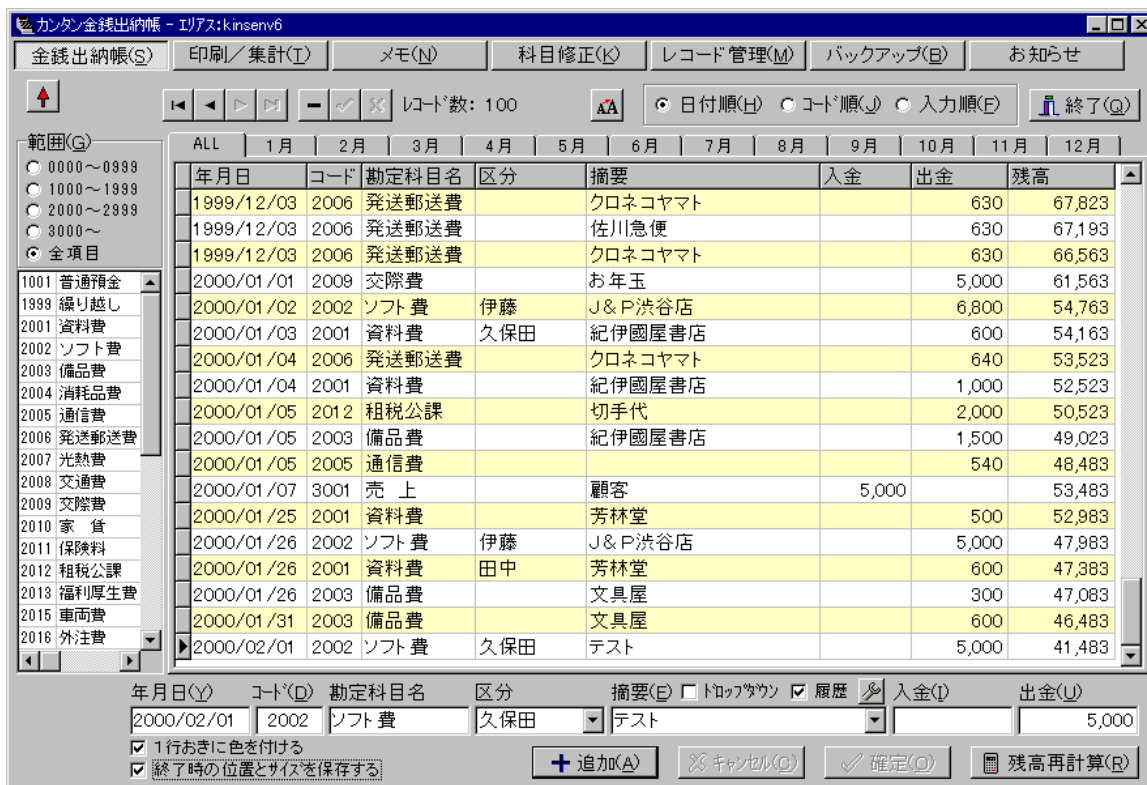 カンタン金銭出納帳 - エリアス:kinsenv6
金銭出納帳(S) 印刷/集計(T) メモ(N) 科目修正(K) レコード管理(M) バックアップ(B) お知らせ
レコード数: 100 AA 日付順(H) コード順(J) 入力順(F) 終了(Q)
範囲(G)
0000～0999
1000～1999
2000～2999
3000～
全項目
1001 普通預金
1999 繰り越し
2001 資料費
2002 ソフト費
2003 備品費
2004 消耗品費
2005 通信費
2006 発送郵送費
2007 光熱費
2008 交通費
2009 交際費
2010 家 賃
2011 保険料
2012 租税公課
2013 福利厚生費
2015 車両費
2016 外注費
ALL 1月 2月 3月 4月 5月 6月 7月 8月 9月 10月 11月 12月
年月日 コード 勘定科目名 区分 摘要 入金 出金 残高
1999/12/03 2006 発送郵送費 クロネコヤマト 630 67,823
1999/12/03 2006 発送郵送費 佐川急便 630 67,193
1999/12/03 2006 発送郵送費 クロネコヤマト 630 66,563
2000/01/01 2009 交際費 お年玉 5,000 61,563
2000/01/02 2002 ソフト費 伊藤 J&P渋谷店 6,800 54,763
2000/01/03 2001 資料費 久保田 紀伊國屋書店 600 54,163
2000/01/04 2006 発送郵送費 クロネコヤマト 640 53,523
2000/01/04 2001 資料費 紀伊國屋書店 1,000 52,523
2000/01/05 2012 租税公課 切手代 2,000 50,523
2000/01/05 2003 備品費 紀伊國屋書店 1,500 49,023
2000/01/05 2005 通信費 540 48,483
2000/01/07 3001 売 上 顧客 5,000 53,483
2000/01/25 2001 資料費 芳林堂 500 52,983
2000/01/26 2002 ソフト費 伊藤 J&P渋谷店 5,000 47,983
2000/01/26 2001 資料費 田中 芳林堂 600 47,383
2000/01/26 2003 備品費 文具屋 300 47,083
2000/01/31 2003 備品費 文具屋 600 46,483
2000/02/01 2002 ソフト費 久保田 テスト 5,000 41,483
年月日(Y) コード(D) 勘定科目名 区分 摘要(E) ドロップダウン 履歴 入金(I) 出金(U)
2000/02/01 2002 ソフト費 久保田 テスト 5,000
1行おきに色を付ける
終了時の位置とサイズを保存する
追加(A) キャンセル(C) 確定(O) 残高再計算(R)